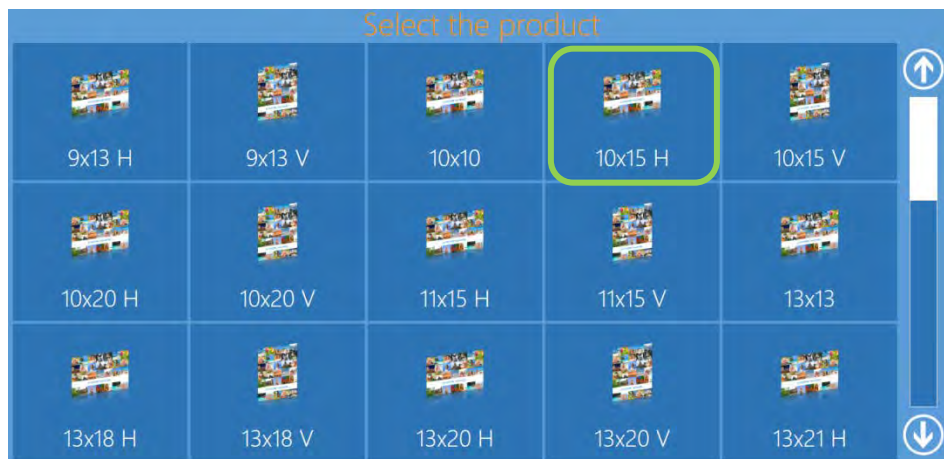 Select the product
9x13 H
9x13 V
10x10
10x15 H
10x15 V
10x20 H
10x20 V
11x15 H
11x15 V
13x13
13x18 H
13x18 V
13x20 H
13x20 V
13x21 H